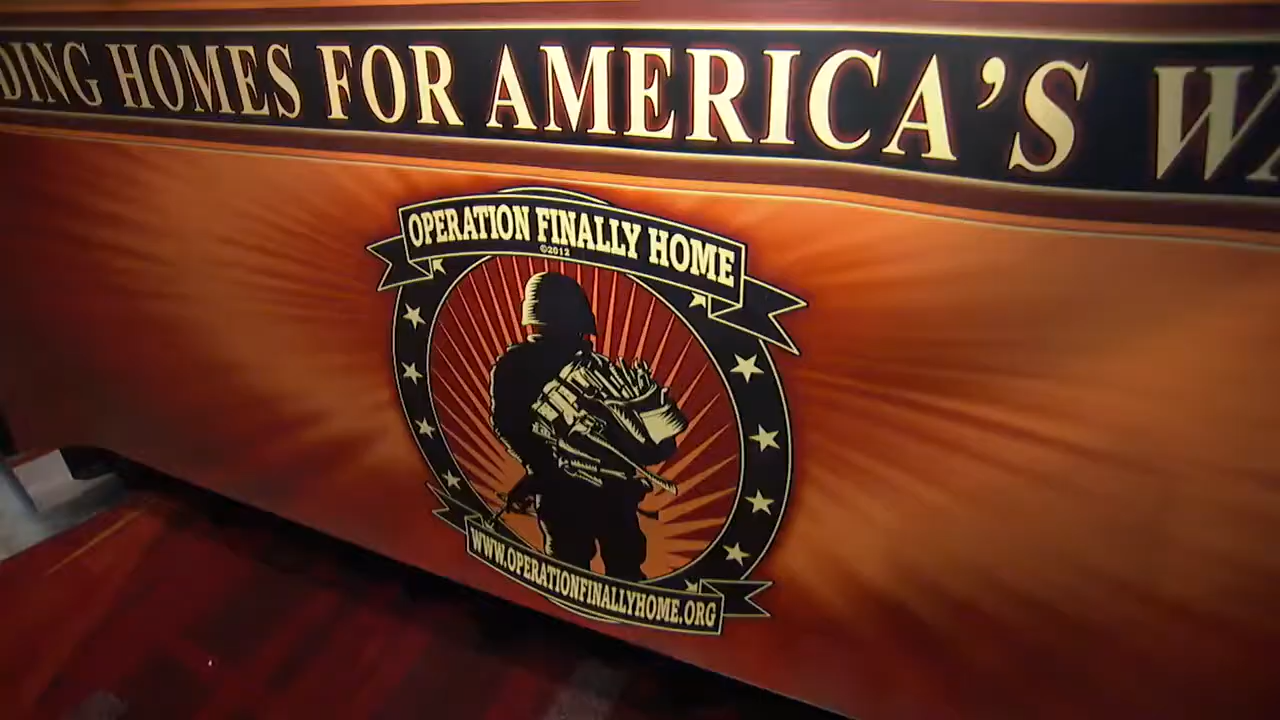 DING HOMES FOR AMERICA'S W
OPERATION FINALLY HOME
©2012
WWW.OPERATIONFINALLYHOME.ORG